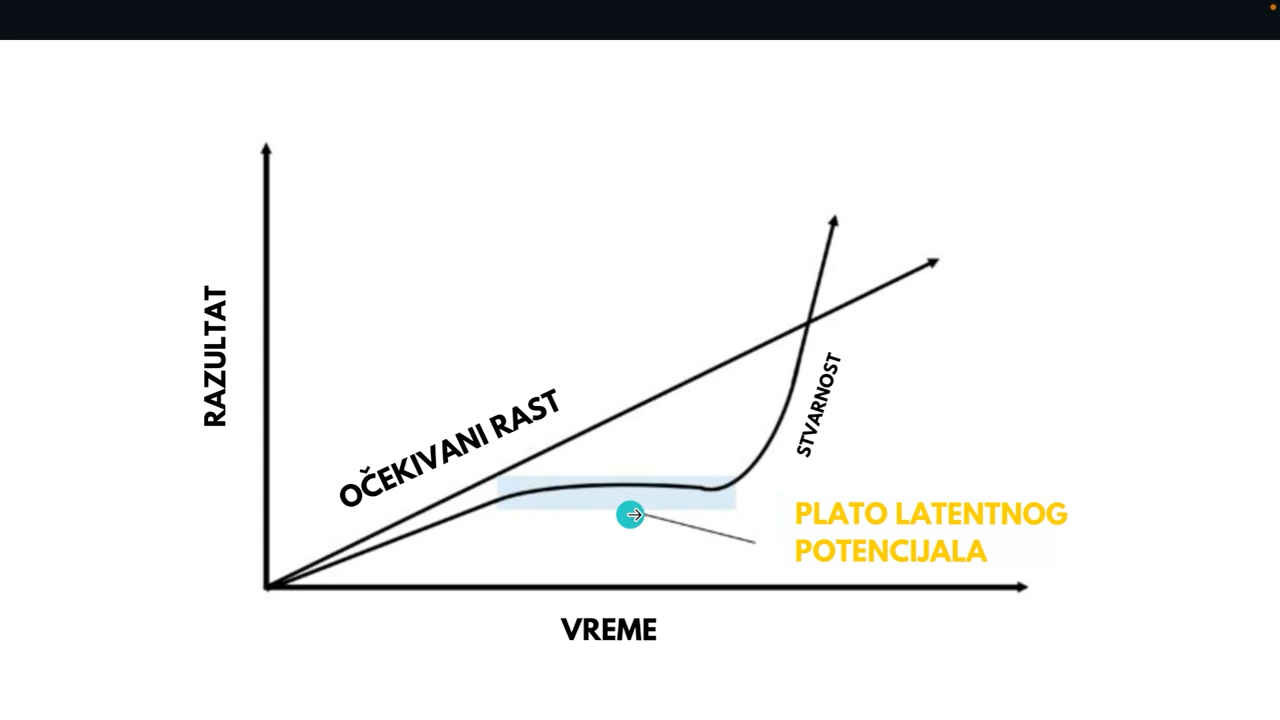 RAZULTAT
OČEKIVANI RAST
STVARNOST
PLATO LATENTNOG
POTENCIJALA
VREME